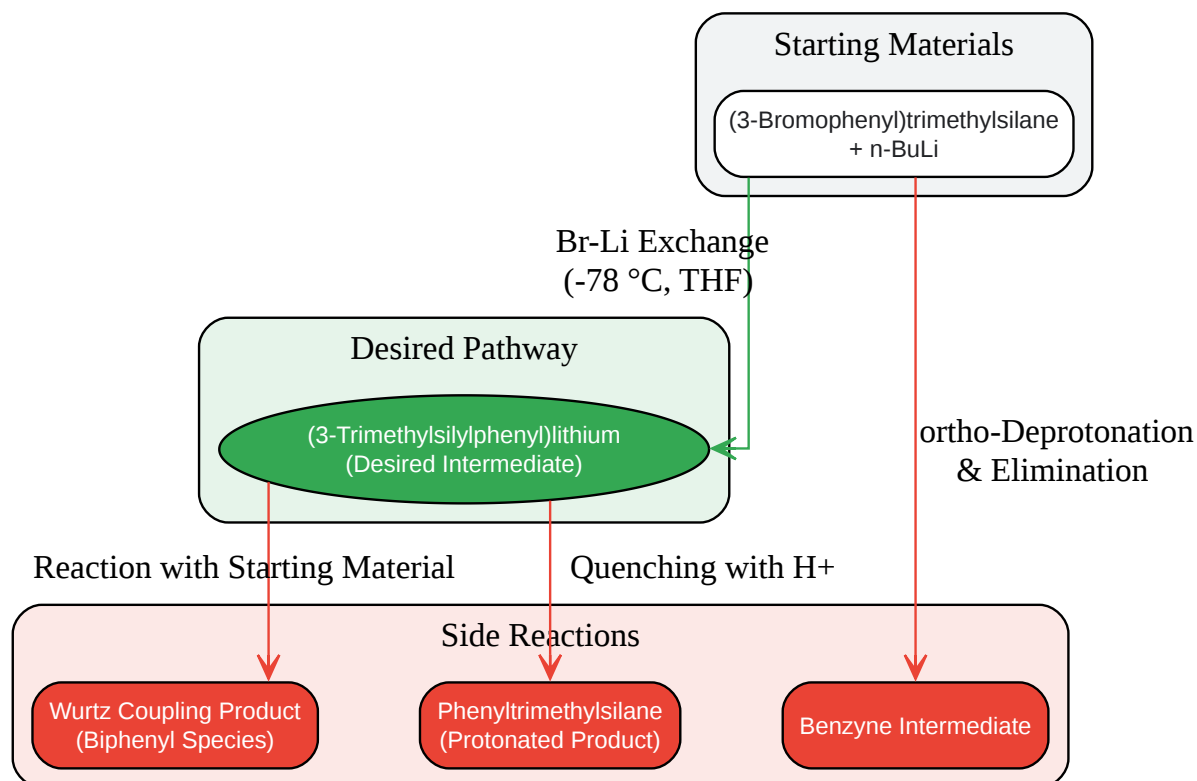 Starting Materials
(3-Bromophenyl)trimethylsilane
+ n-BuLi
Br-Li Exchange
(-78 °C, THF)
Desired Pathway
(3-Trimethylsilylphenyl)lithium
(Desired Intermediate)
ortho-Deprotonation
& Elimination
Reaction with Starting Material
Quenching with H+
Side Reactions
Wurtz Coupling Product
(Biphenyl Species)
Phenyltrimethylsilane
(Protonated Product)
Benzyne Intermediate